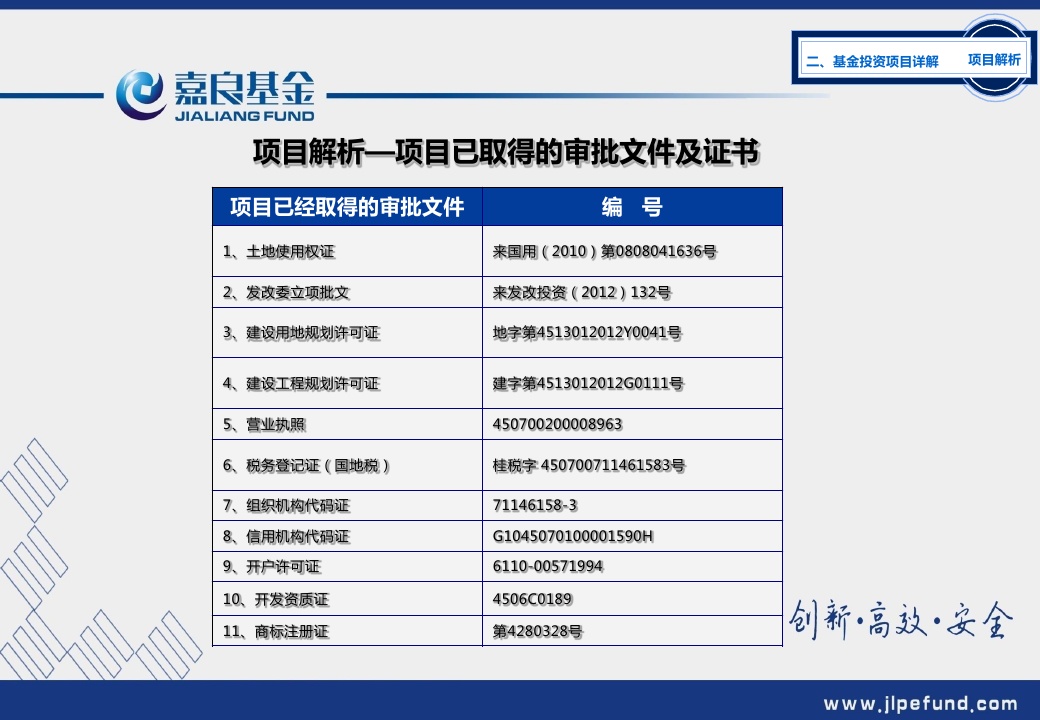 二、基金投资项目详解 项目解析
嘉良基金
JIALIANG FUND
项目解析—项目已取得的审批文件及证书
项目已经取得的审批文件 编 号
1、土地使用权证 来国用（2010）第0808041636号
2、发改委立项批文 来发改投资（2012）132号
3、建设用地规划许可证 地字第4513012012Y0041号
4、建设工程规划许可证 建字第4513012012G0111号
5、营业执照 450700200008963
6、税务登记证（国地税） 桂税字 450700711461583号
7、组织机构代码证 71146158-3
8、信用机构代码证 G1045070100001590H
9、开户许可证 6110-00571994
10、开发资质证 4506C0189
11、商标注册证 第4280328号
创新·高效·安全
www.jlpefund.com